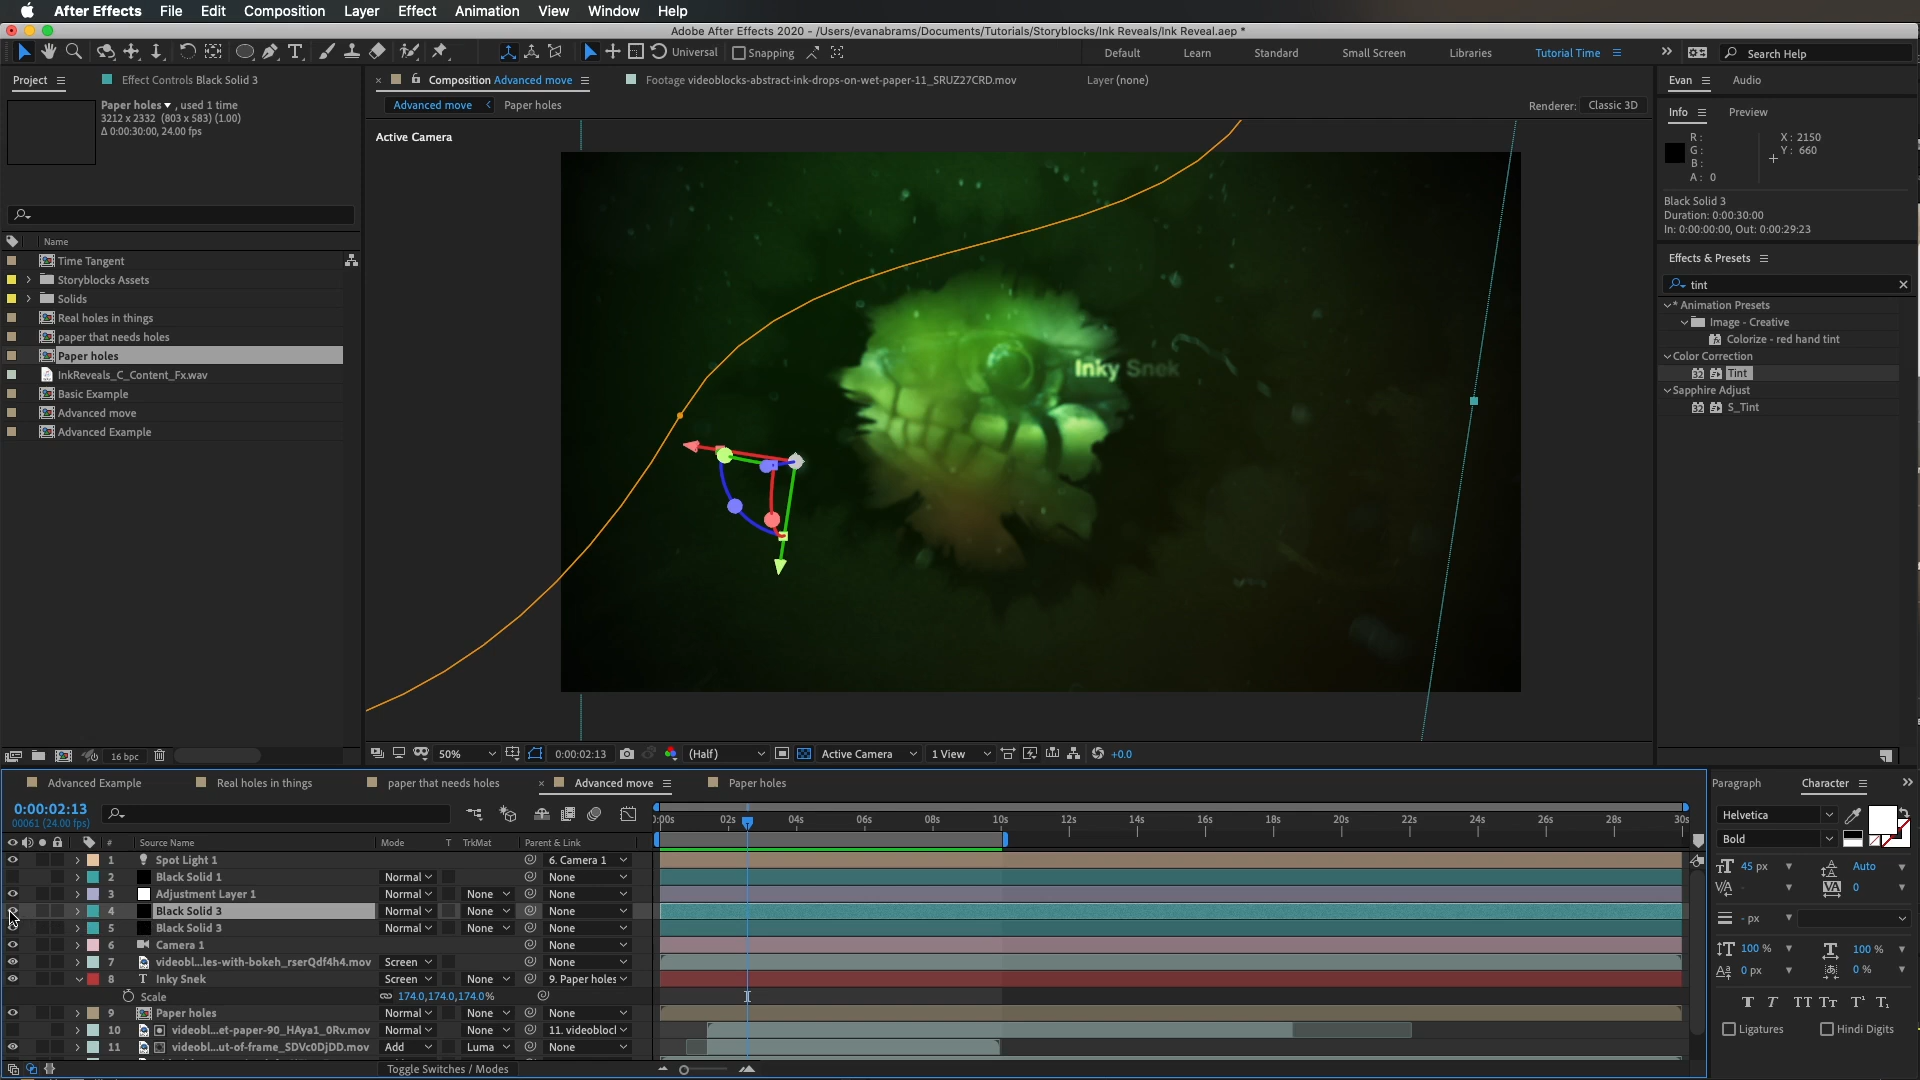 After Effects File Edit Composition Layer Effect Animation View Window Help
Adobe After Effects 2020 - /Users/evanabrams/Documents/Tutorials/Storyblocks/Ink Reveals/Ink Reveal.aep *
Universal Snapping Default Learn Standard Small Screen Libraries Tutorial Time Search Help
Project Effect Controls Black Solid 3 Composition Advanced move Footage videoblocks-abstract-ink-drops-on-wet-paper-11_SRUZ27CRD.mov Layer (none) Evan Audio
Paper holes , used 1 time
3212 x 2332 (803 x 583) (1.00)
Δ 0:00:30:00, 24.00 fps
Advanced move Paper holes Renderer: Classic 3D
Info Preview
Active Camera
R: X: 2150
G: Y: 660
B:
A: 0
Black Solid 3
Duration: 0:00:30:00
In: 0:00:00:00, Out: 0:00:29:23
Effects & Presets
tint
* Animation Presets
Image - Creative
Colorize - red hand tint
Color Correction
32 Tint
Sapphire Adjust
32 S_Tint
Name
Time Tangent
Storyblocks Assets
Solids
Real holes in things
paper that needs holes
Paper holes
InkReveals_C_Content_Fx.wav
Basic Example
Advanced move
Advanced Example
Inky Snek
16 bpc 50% 0:00:02:13 (Half) Active Camera 1 View +0.0
Advanced Example Real holes in things paper that needs holes Advanced move Paper holes Paragraph Character
0:00:02:13
00061 (24.00 fps)
):00s 02s 04s 06s 08s 10s 12s 14s 16s 18s 20s 22s 24s 26s 28s 30s
# Source Name Mode T TrkMat Parent & Link
1 Spot Light 1 6. Camera 1
2 Black Solid 1 Normal None
3 Adjustment Layer 1 Normal None None
4 Black Solid 3 Normal None None
5 Black Solid 3 Normal None None
6 Camera 1 None
7 videobl...les-with-bokeh_rserQdf4h4.mov Screen None
8 T Inky Snek Screen None 9. Paper holes
Scale 174.0,174.0,174.0%
9 Paper holes Normal None None
10 videobl...et-paper-90_HAya1_0Rv.mov Normal None 11. videoblocl
11 videobl...ut-of-frame_SDVc0DjDD.mov Add Luma None
Toggle Switches / Modes
Helvetica
Bold
45 px Auto
- 0
- px
100 % 100 %
0 px 0 %
T T TT Tt T¹ T₁
Ligatures Hindi Digits